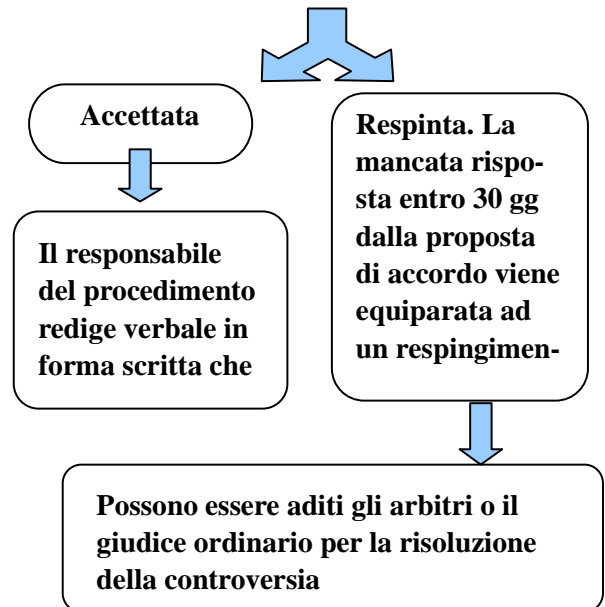 Accettata
Il responsabile
del procedimento
redige verbale in
forma scritta che
Respinta. La
mancata rispo-
sta entro 30 gg
dalla proposta
di accordo viene
equiparata ad
un respingimen-
Possono essere aditi gli arbitri o il
giudice ordinario per la risoluzione
della controversia